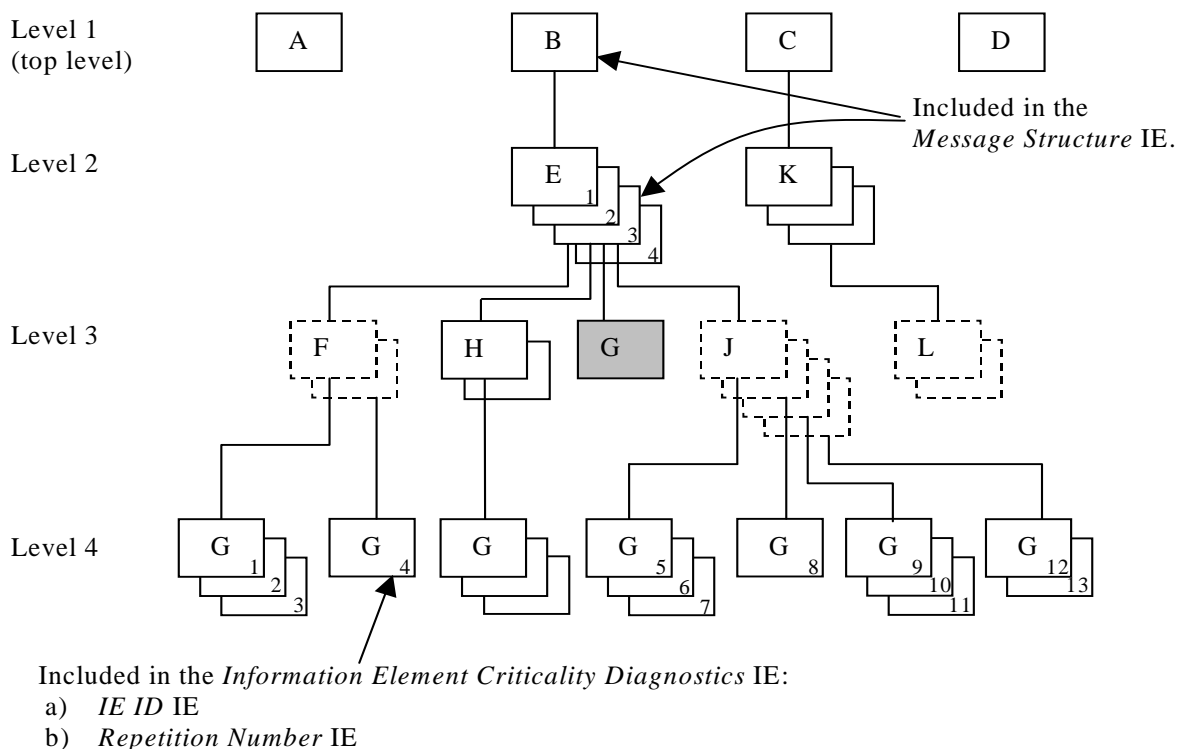 Level 1
(top level)
A
B
C
D
Included in the
Message Structure IE.
Level 2
E
1
2
3
4
K
Level 3
F
H
G
J
L
Level 4
G
1
2
3
G
4
G
G
5
6
7
G
8
G
9
10
11
G
12
13
Included in the Information Element Criticality Diagnostics IE:
a) IE ID IE
b) Repetition Number IE